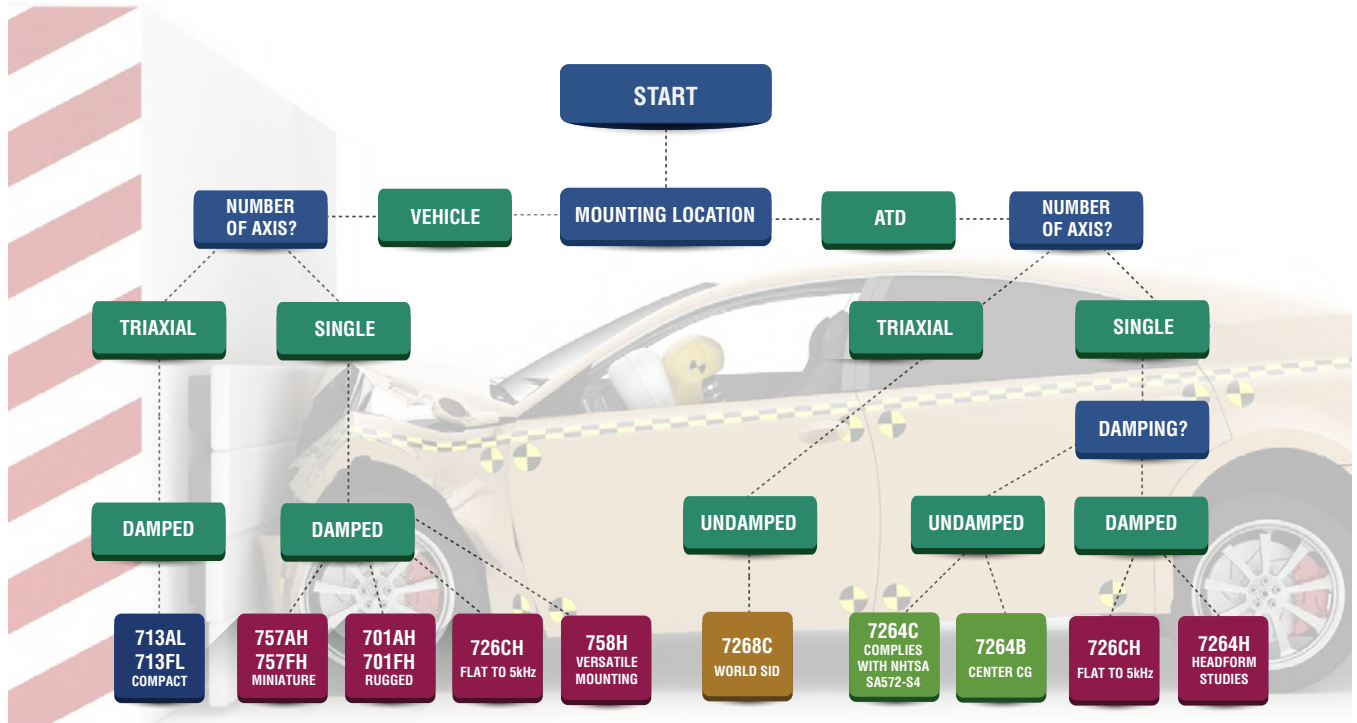 START
NUMBER
OF AXIS?
VEHICLE
MOUNTING LOCATION
ATD
NUMBER
OF AXIS?
TRIAXIAL
SINGLE
TRIAXIAL
SINGLE
DAMPING?
DAMPED
DAMPED
UNDAMPED
UNDAMPED
DAMPED
713AL
713FL
COMPACT
757AH
757FH
MINIATURE
701AH
701FH
RUGGED
726CH
FLAT TO 5kHz
758H
VERSATILE
MOUNTING
7268C
WORLD SID
7264C
COMPLIES
WITH NHTSA
SA572-S4
7264B
CENTER CG
726CH
FLAT TO 5kHz
7264H
HEADFORM
STUDIES